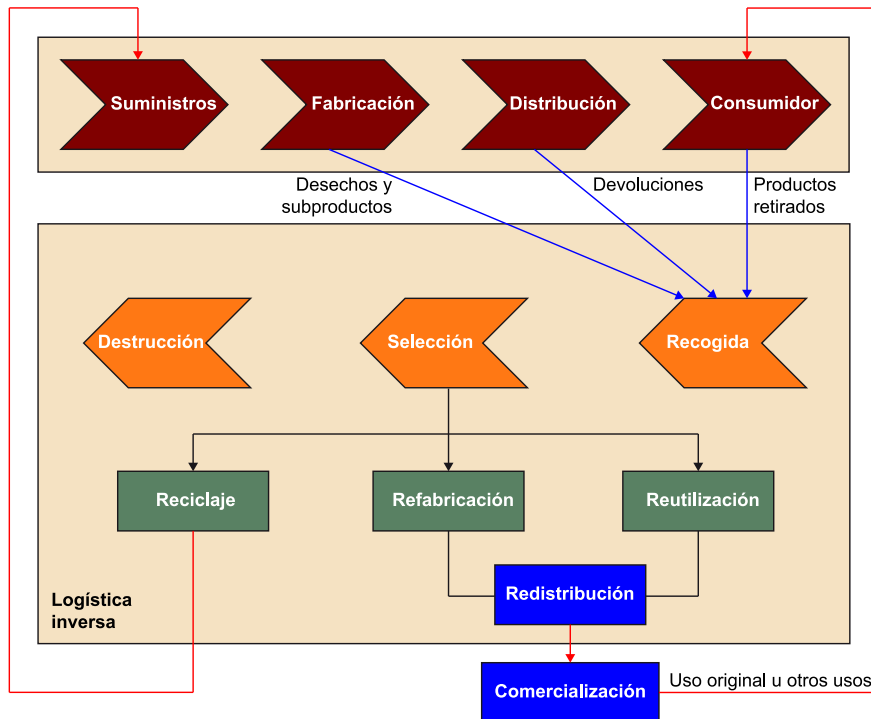 Suministros
Fabricación
Distribución
Consumidor
Desechos y
subproductos
Devoluciones
Productos
retirados
Destrucción
Selección
Recogida
Reciclaje
Refabricación
Reutilización
Redistribución
Logística
inversa
Comercialización
Uso original u otros usos